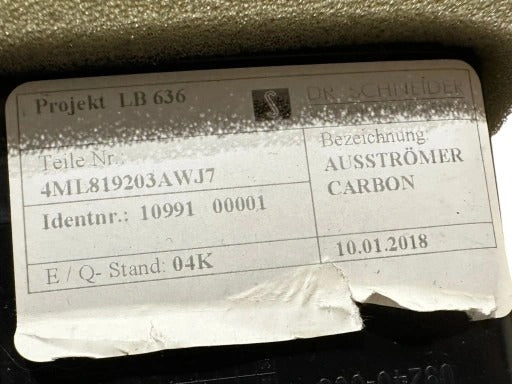 Projekt LB 636
DR. SCHNEIDER
Teile Nr.:
4ML819203AWJ7
Bezeichnung:
AUSSTRÖMER
CARBON
Identnr.: 10991 00001
E / Q- Stand: 04K
10.01.2018